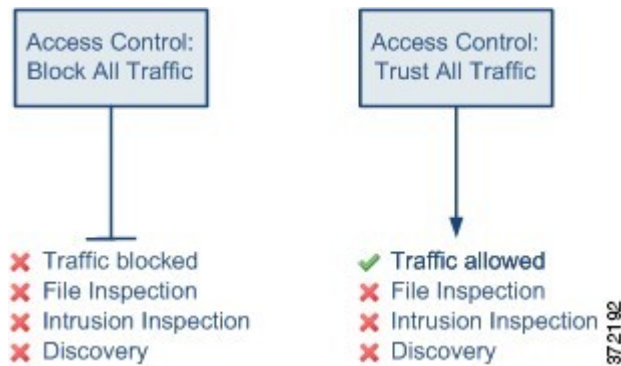 Access Control:
Block All Traffic
Traffic blocked
File Inspection
Intrusion Inspection
Discovery
Access Control:
Trust All Traffic
Traffic allowed
File Inspection
Intrusion Inspection
Discovery
372192